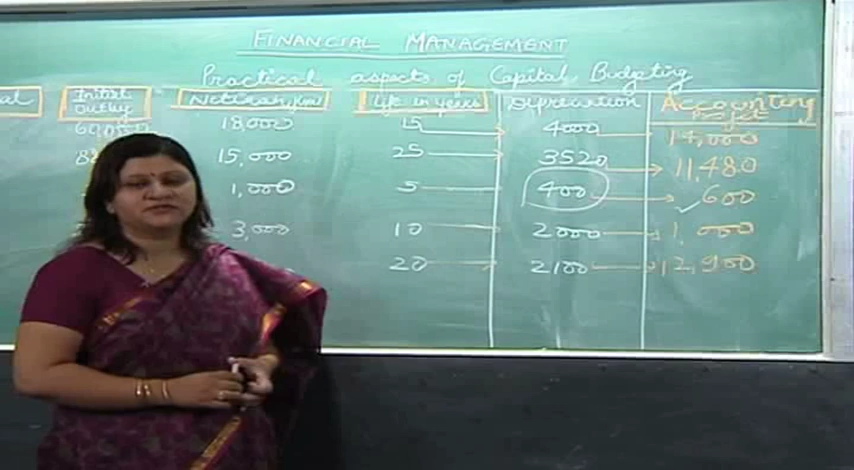 FINANCIAL MANAGEMENT
Practical aspects of Capital Budgeting
Initial Outlay Net Cash flow Life in years Depreciation Accounting Profit
60,000 18,000 15 4000 14,000
15,000 25 3520 11,480
1,000 5 400 600
3,000 10 2000 1,000
20 2100 12,900